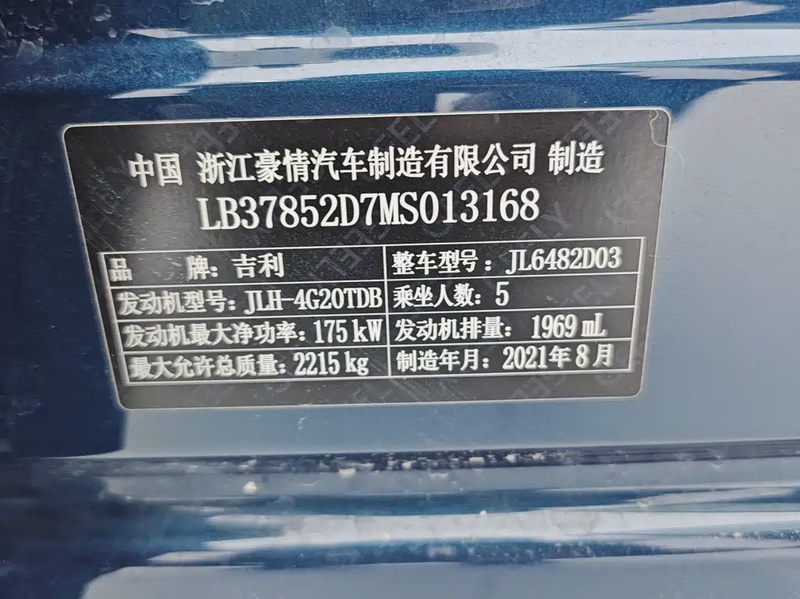 中国 浙江豪情汽车制造有限公司 制造
LB37852D7MS013168
品 牌: 吉利 整车型号: JL6482D03
发动机型号: JLH-4G20TDB 乘坐人数: 5
发动机最大净功率: 175 kW 发动机排量: 1969 mL
最大允许总质量: 2215 kg 制造年月: 2021年8月